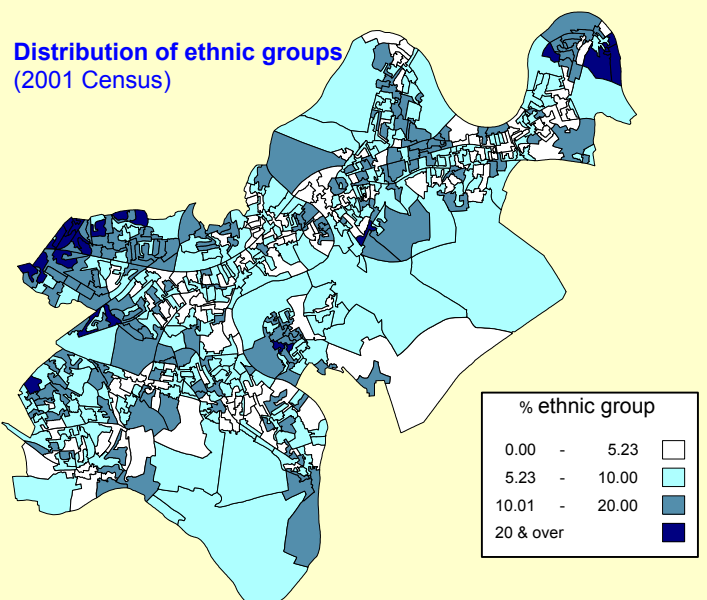 Distribution of ethnic groups
(2001 Census)
% ethnic group
0.00 - 5.23
5.23 - 10.00
10.01 - 20.00
20 & over